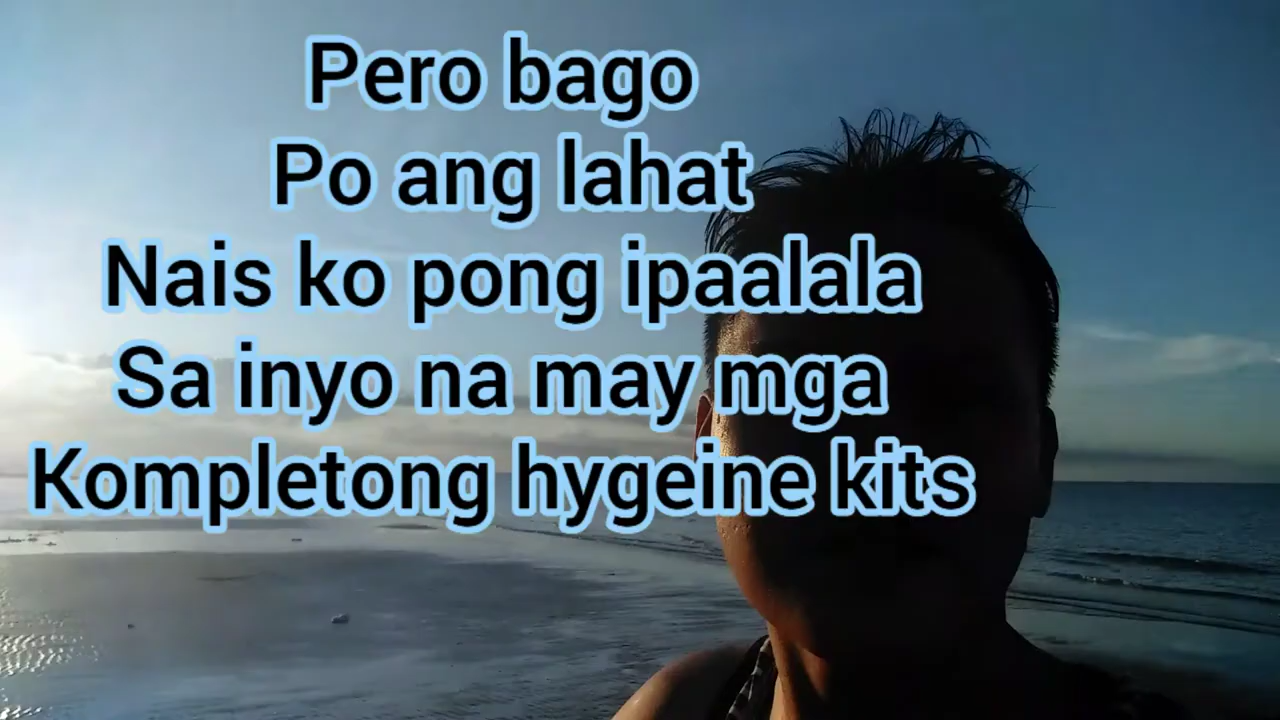 Pero bago
Po ang lahat
Nais ko pong ipaalala
Sa inyo na may mga
Kompletong hygeine kits